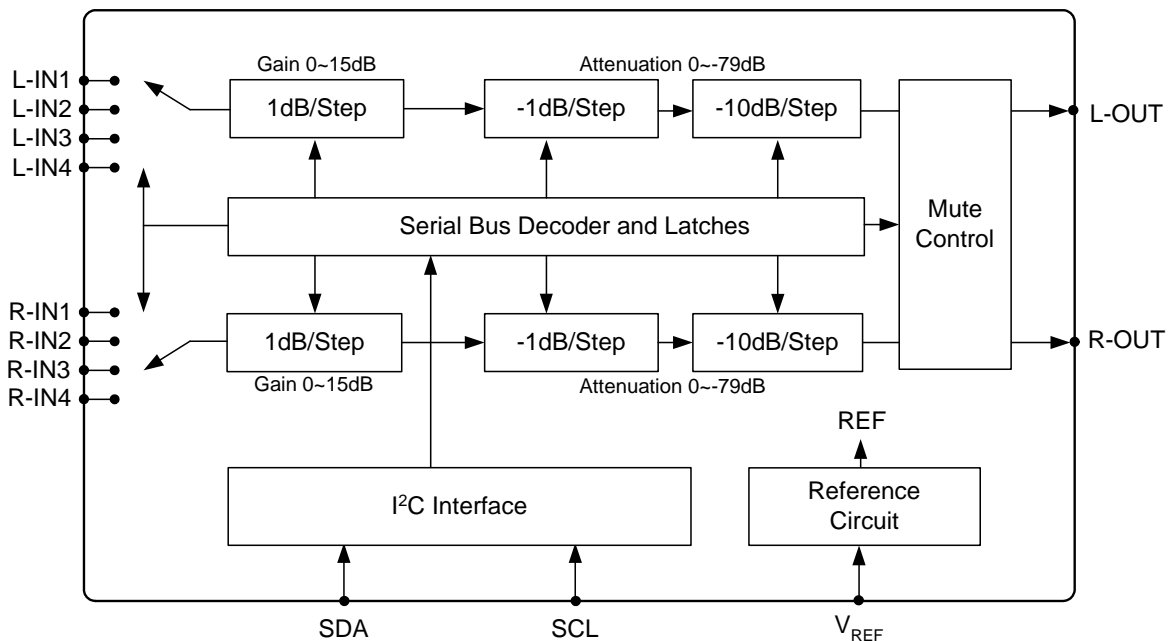 Gain 0~15dB
Attenuation 0~-79dB
L-IN1
L-IN2
L-IN3
L-IN4
1dB/Step
-1dB/Step
-10dB/Step
L-OUT
Serial Bus Decoder and Latches
Mute
Control
R-IN1
R-IN2
R-IN3
R-IN4
1dB/Step
-1dB/Step
-10dB/Step
R-OUT
Gain 0~15dB
Attenuation 0~-79dB
REF
I²C Interface
Reference
Circuit
SDA
SCL
V_REF